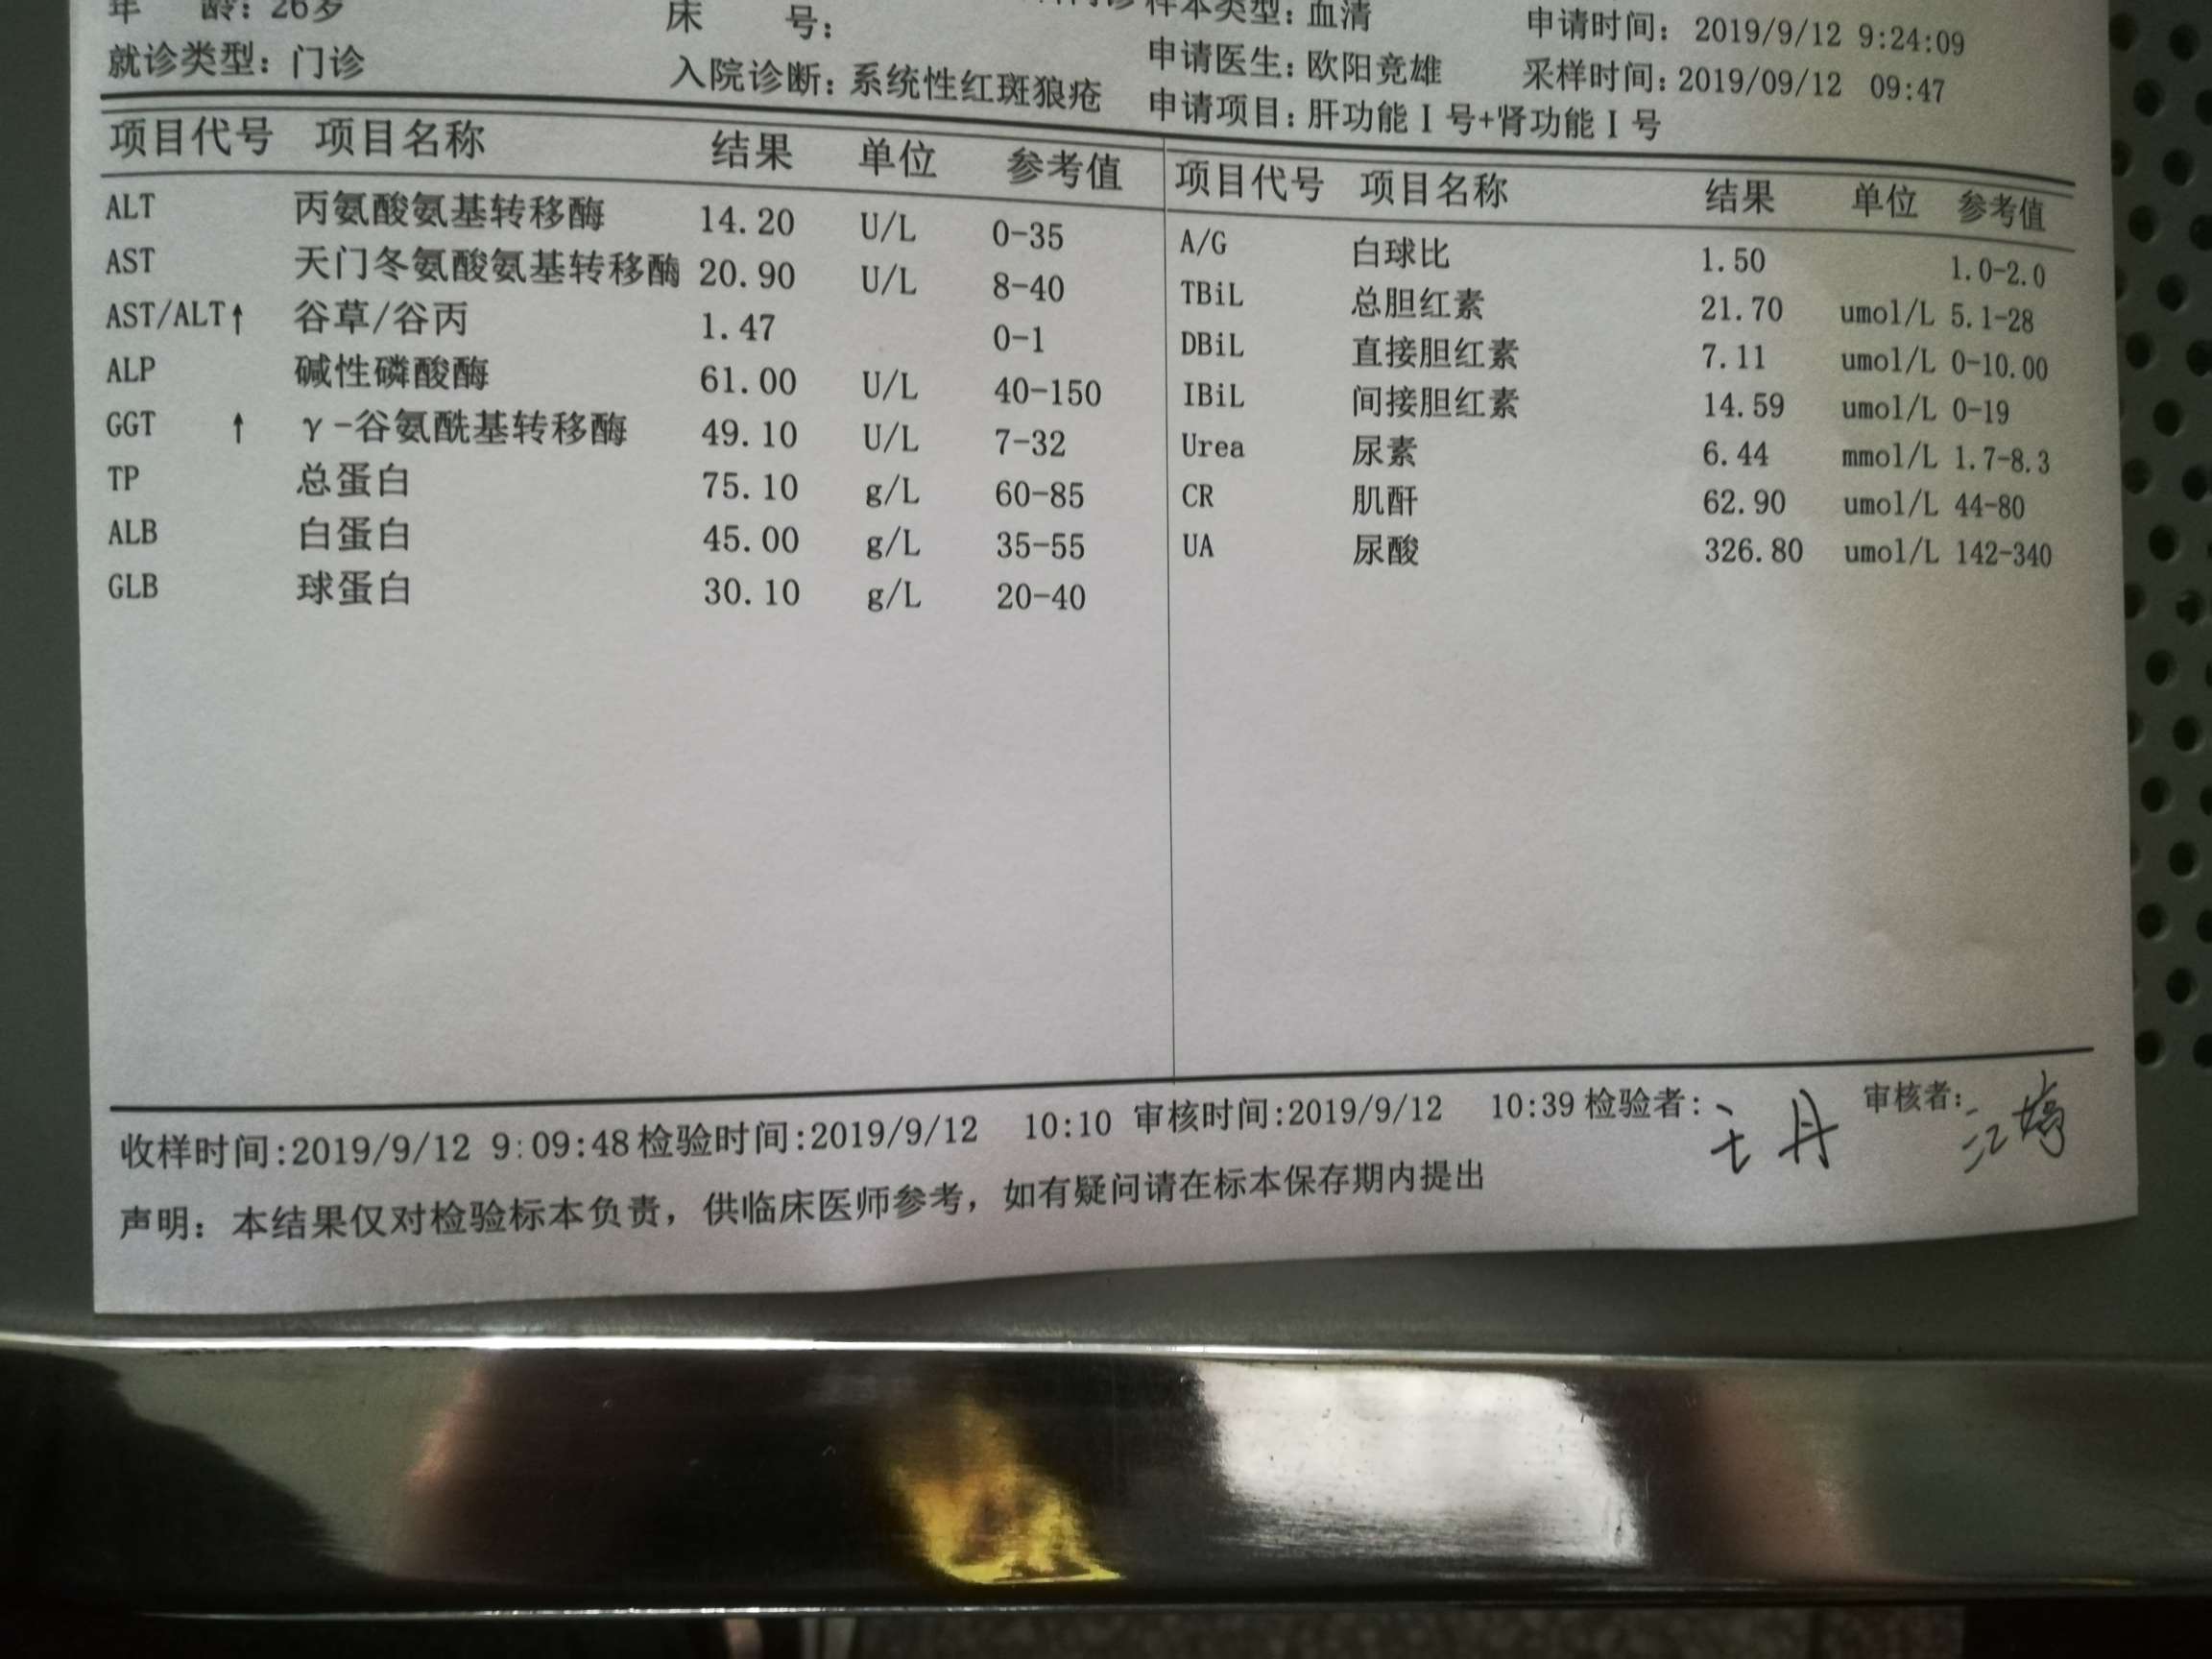 年 龄: 26岁 床 号: 样本类型: 血清 申请时间: 2019/9/12 9:24:09
就诊类型: 门诊 入院诊断: 系统性红斑狼疮 申请医生: 欧阳竞雄 采样时间: 2019/09/12 09:47
申请项目: 肝功能Ⅰ号+肾功能Ⅰ号
项目代号 项目名称 结果 单位 参考值
ALT 丙氨酸氨基转移酶 14.20 U/L 0-35
AST 天门冬氨酸氨基转移酶 20.90 U/L 8-40
AST/ALT↑ 谷草/谷丙 1.47 0-1
ALP 碱性磷酸酶 61.00 U/L 40-150
GGT ↑ γ-谷氨酰基转移酶 49.10 U/L 7-32
TP 总蛋白 75.10 g/L 60-85
ALB 白蛋白 45.00 g/L 35-55
GLB 球蛋白 30.10 g/L 20-40
项目代号 项目名称 结果 单位 参考值
A/G 白球比 1.50 1.0-2.0
TBiL 总胆红素 21.70 umol/L 5.1-28
DBiL 直接胆红素 7.11 umol/L 0-10.00
IBiL 间接胆红素 14.59 umol/L 0-19
Urea 尿素 6.44 mmol/L 1.7-8.3
CR 肌酐 62.90 umol/L 44-80
UA 尿酸 326.80 umol/L 142-340
收样时间:2019/9/12 9:09:48 检验时间:2019/9/12 10:10 审核时间:2019/9/12 10:39 检验者: 审核者:
声明: 本结果仅对检验标本负责, 供临床医师参考, 如有疑问请在标本保存期内提出